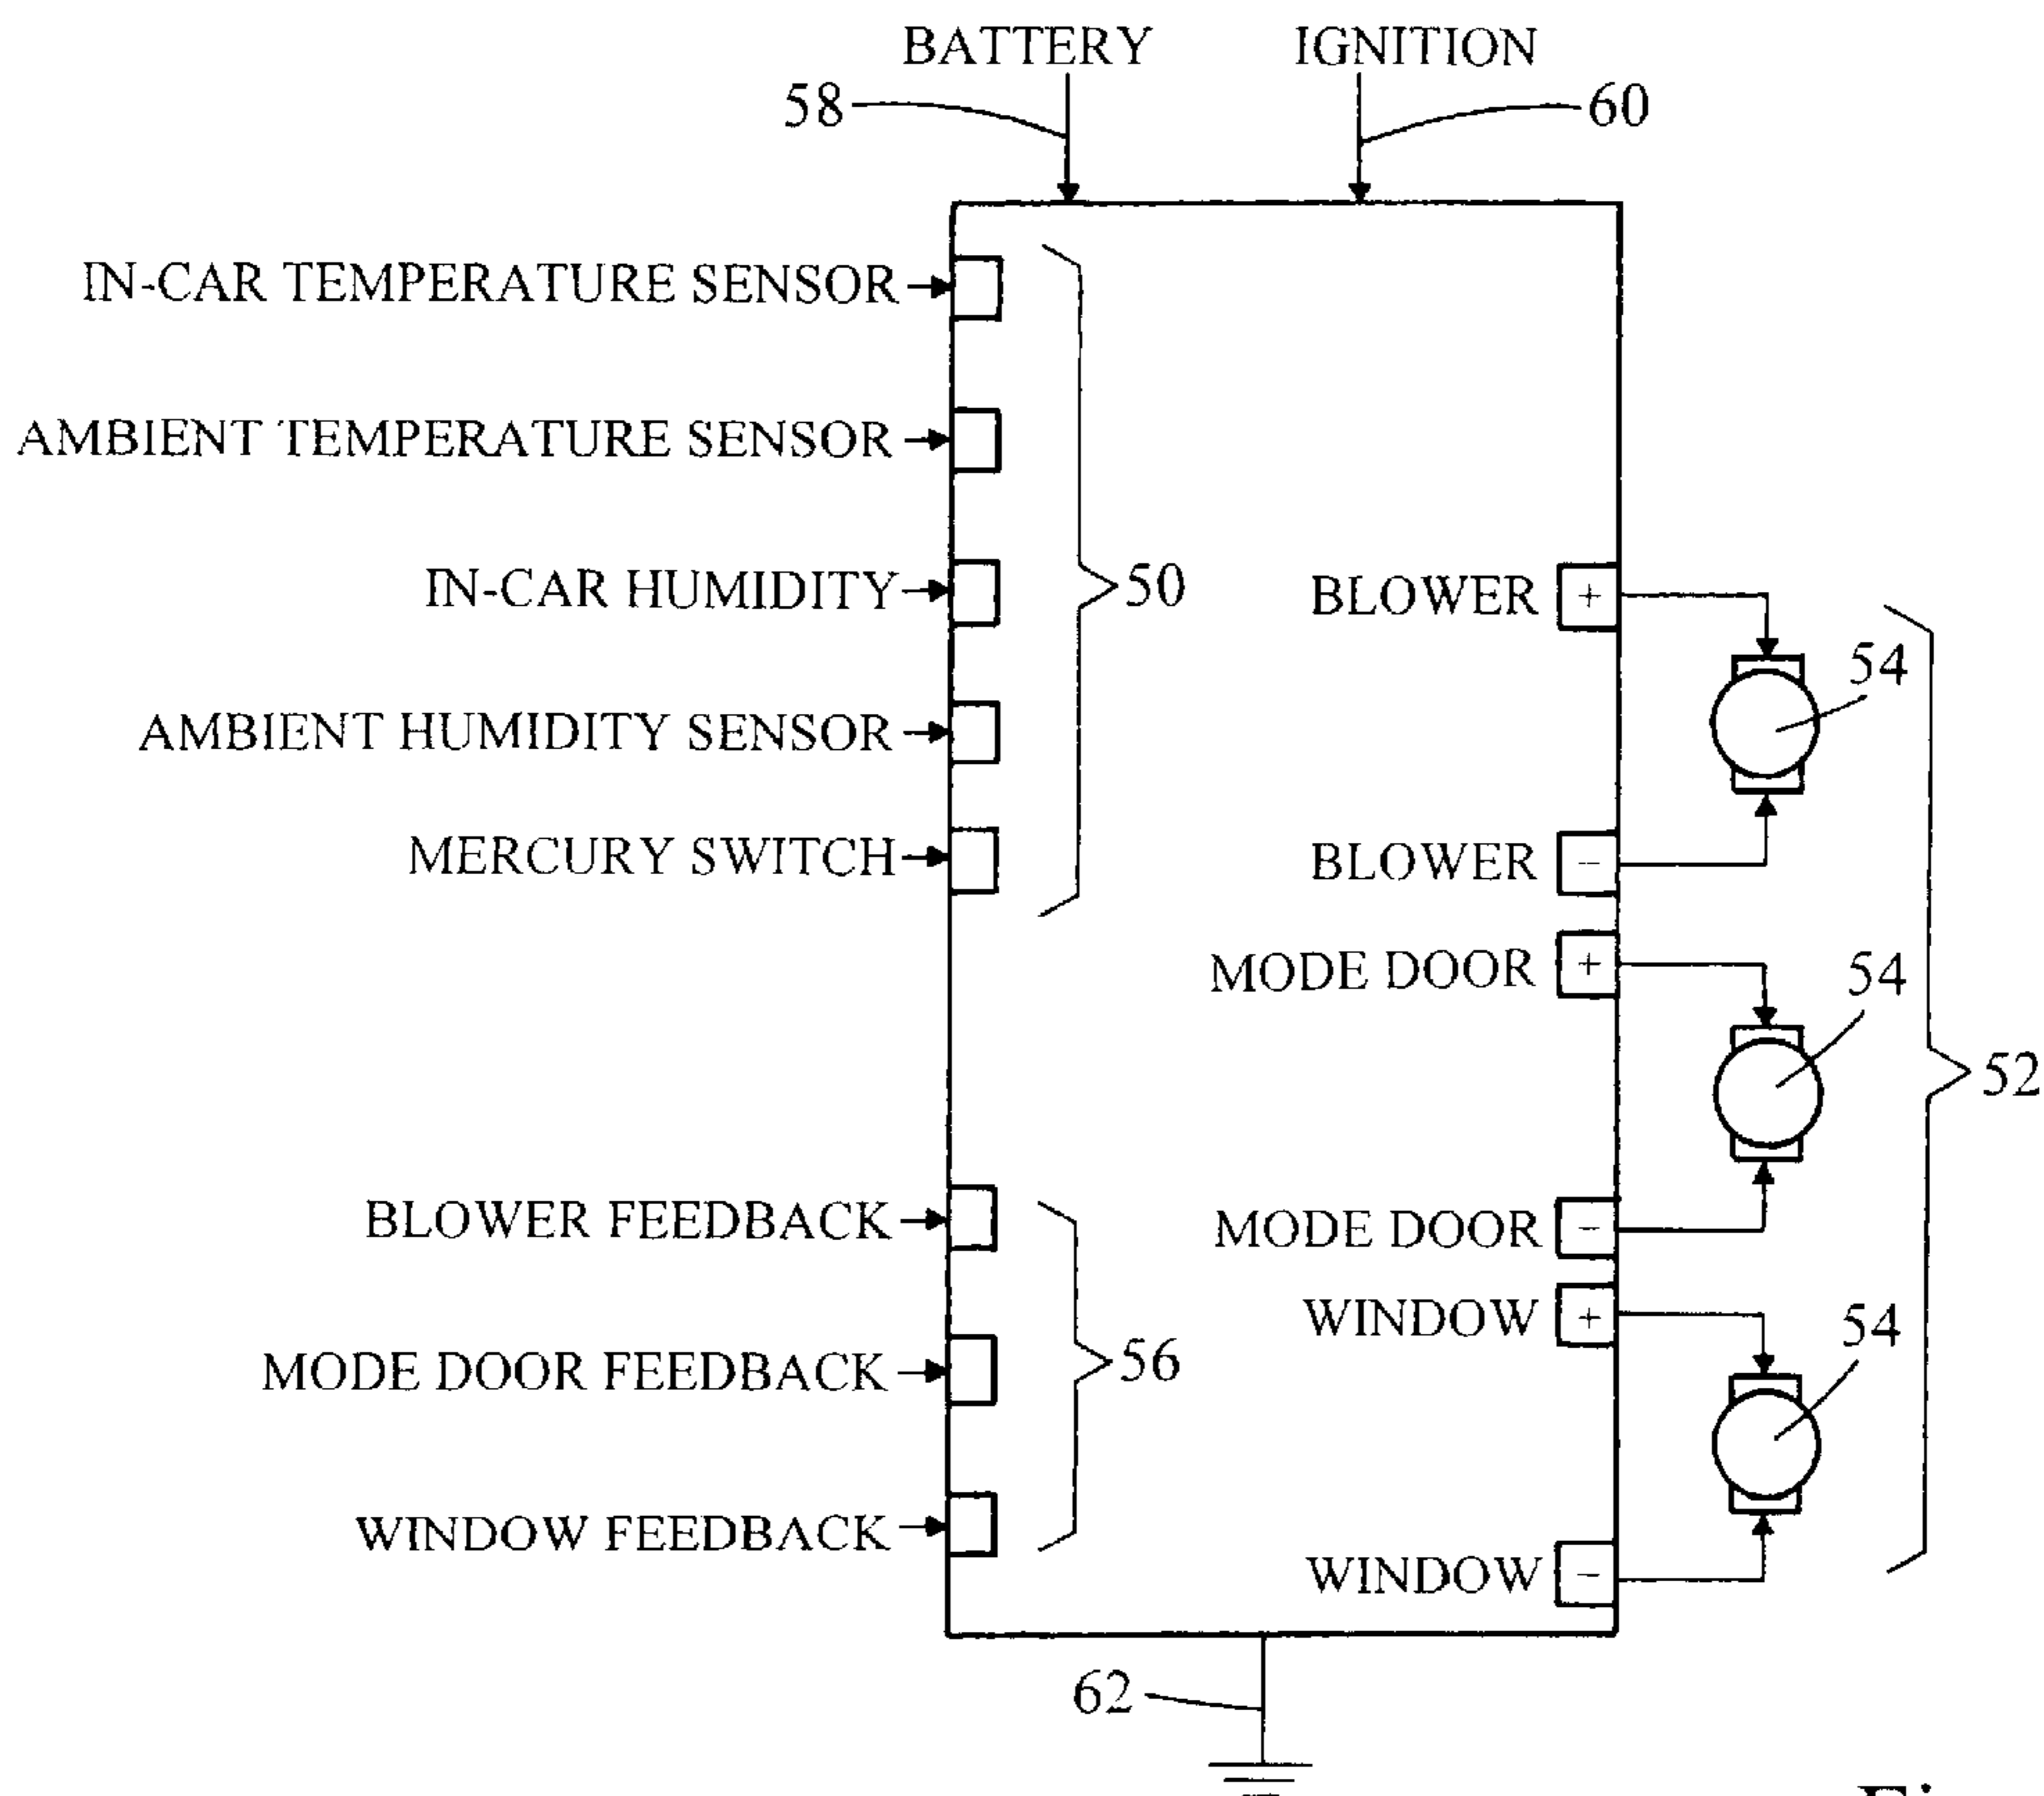 BATTERY
IGNITION
58
60
IN-CAR TEMPERATURE SENSOR
AMBIENT TEMPERATURE SENSOR
IN-CAR HUMIDITY
50
BLOWER +
54
AMBIENT HUMIDITY SENSOR
MERCURY SWITCH
BLOWER −
MODE DOOR +
54
52
BLOWER FEEDBACK
MODE DOOR −
WINDOW +
54
MODE DOOR FEEDBACK
56
WINDOW FEEDBACK
WINDOW −
62